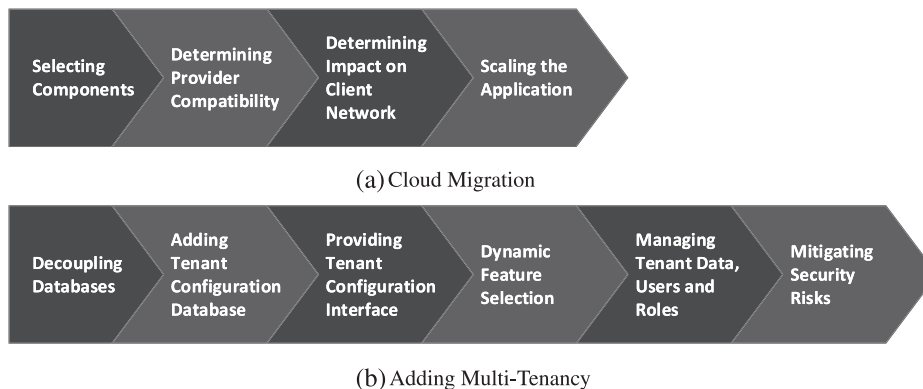 Selecting
Components
Determining
Provider
Compatibility
Determining
Impact on
Client
Network
Scaling the
Application
(a) Cloud Migration
Decoupling
Databases
Adding
Tenant
Configuration
Database
Providing
Tenant
Configuration
Interface
Dynamic
Feature
Selection
Managing
Tenant Data,
Users and
Roles
Mitigating
Security
Risks
(b) Adding Multi-Tenancy